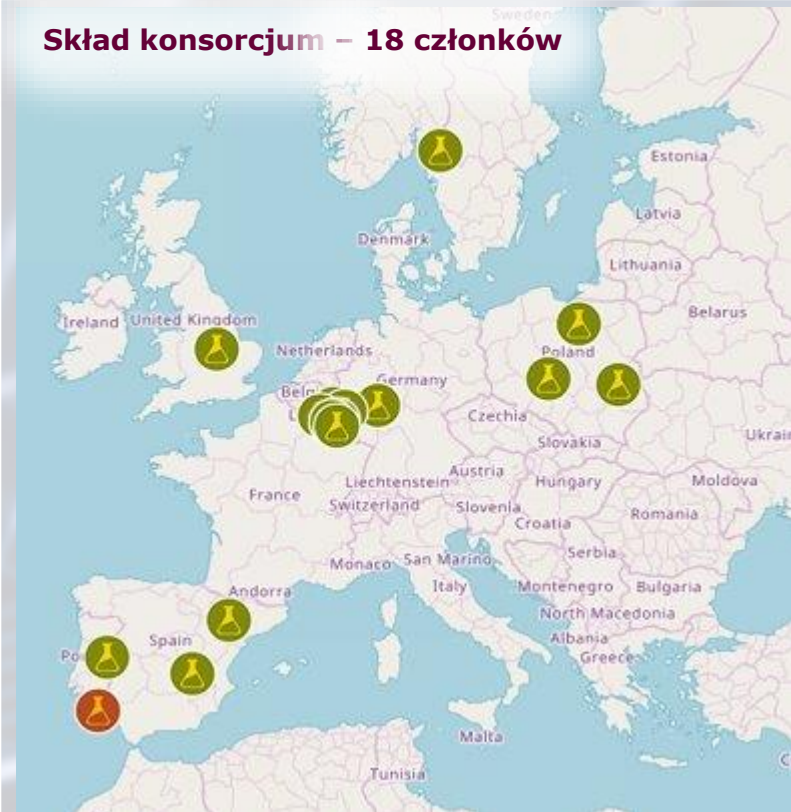 Sweden
Skład konsorcjum – 18 członków
Estonia
Latvia
Denmark
Lithuania
Belarus
Ireland
United Kingdom
Netherlands
Poland
Germany
Czechia
Slovakia
Ukrain
Austria
Liechtenstein
Hungary
Moldova
France
Switzerland
Slovenia
Romania
Croatia
Serbia
Monaco
San Marino
Italy
Montenegro
Bulgaria
Andorra
North Macedonia
Albania
Spain
Po
Greece
Malta
Tunisia